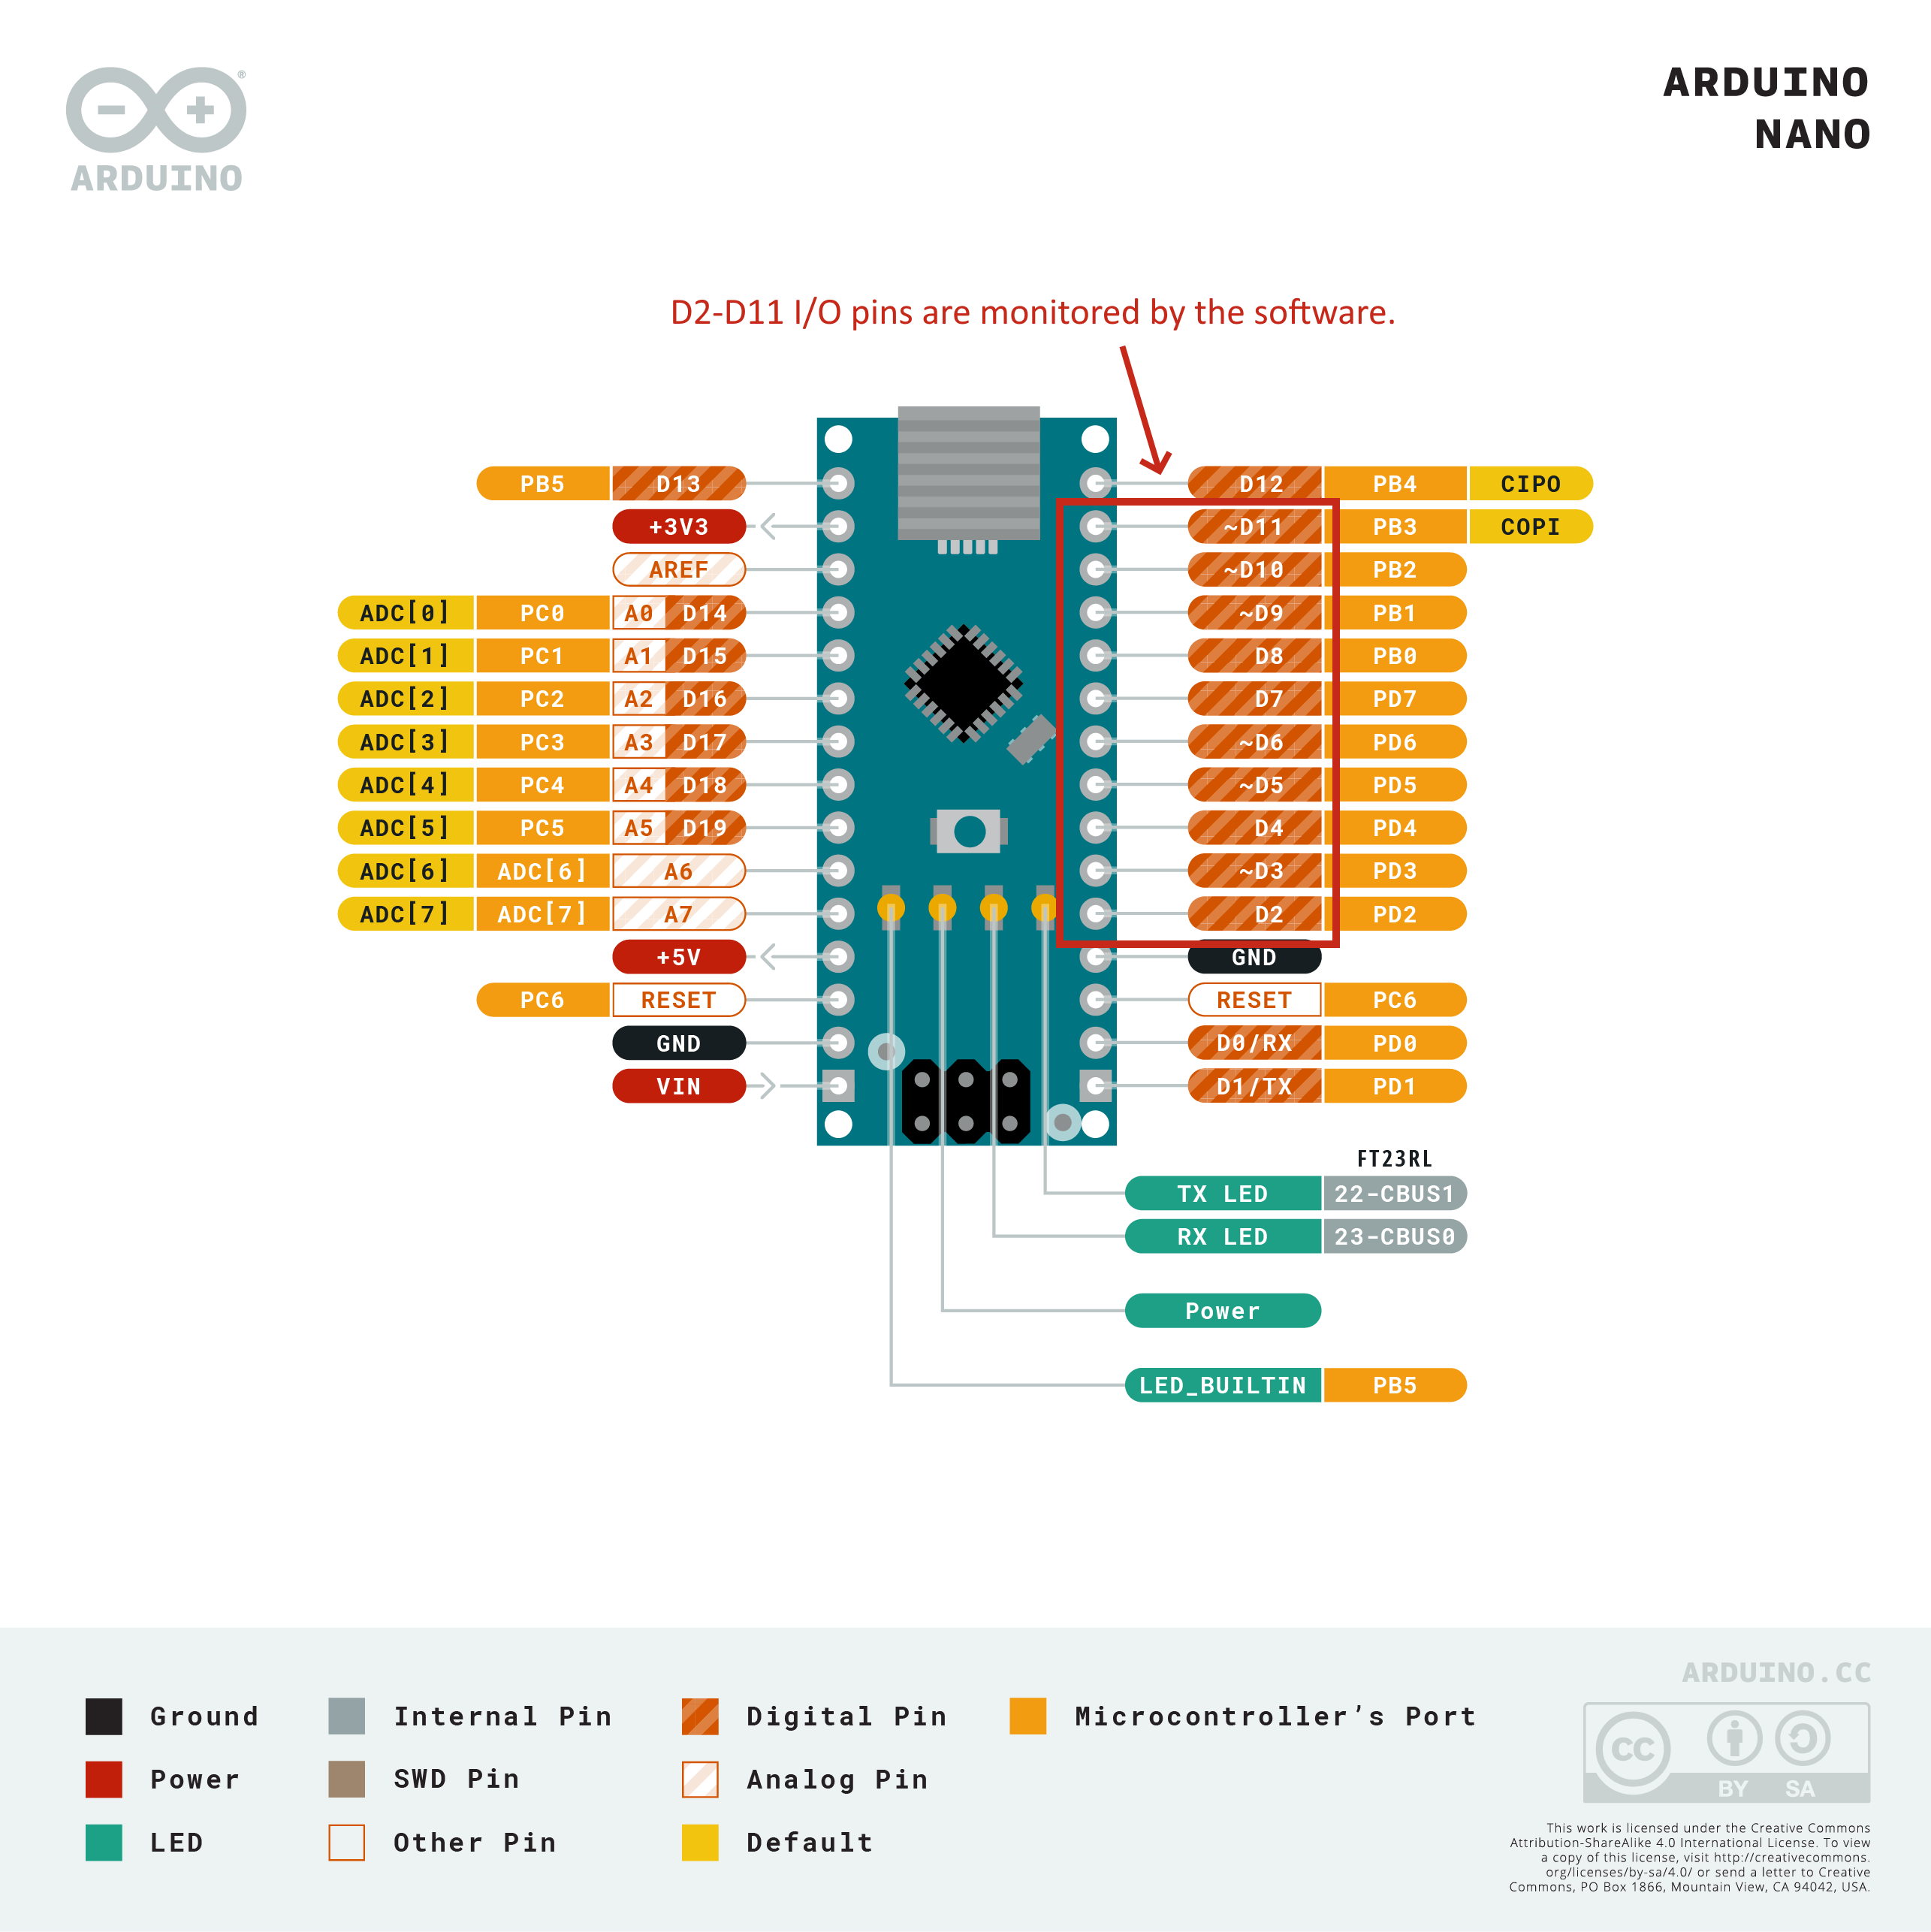 ARDUINO
NANO
®
ARDUINO
D2-D11 I/O pins are monitored by the software.
PB5 D13
+3V3
AREF
ADC[0] PC0 A0 D14
ADC[1] PC1 A1 D15
ADC[2] PC2 A2 D16
ADC[3] PC3 A3 D17
ADC[4] PC4 A4 D18
ADC[5] PC5 A5 D19
ADC[6] ADC[6] A6
ADC[7] ADC[7] A7
+5V
PC6 RESET
GND
VIN
D12 PB4 CIPO
~D11 PB3 COPI
~D10 PB2
~D9 PB1
D8 PB0
D7 PD7
~D6 PD6
~D5 PD5
D4 PD4
~D3 PD3
D2 PD2
GND
RESET PC6
D0/RX PD0
D1/TX PD1
FT23RL
TX LED 22-CBUS1
RX LED 23-CBUS0
Power
LED_BUILTIN PB5
Ground
Power
LED
Internal Pin
SWD Pin
Other Pin
Digital Pin
Analog Pin
Default
Microcontroller’s Port
ARDUINO.CC
cc
BY SA
This work is licensed under the Creative Commons
Attribution-ShareAlike 4.0 International License. To view
a copy of this license, visit http://creativecommons.
org/licenses/by-sa/4.0/ or send a letter to Creative
Commons, PO Box 1866, Mountain View, CA 94042, USA.